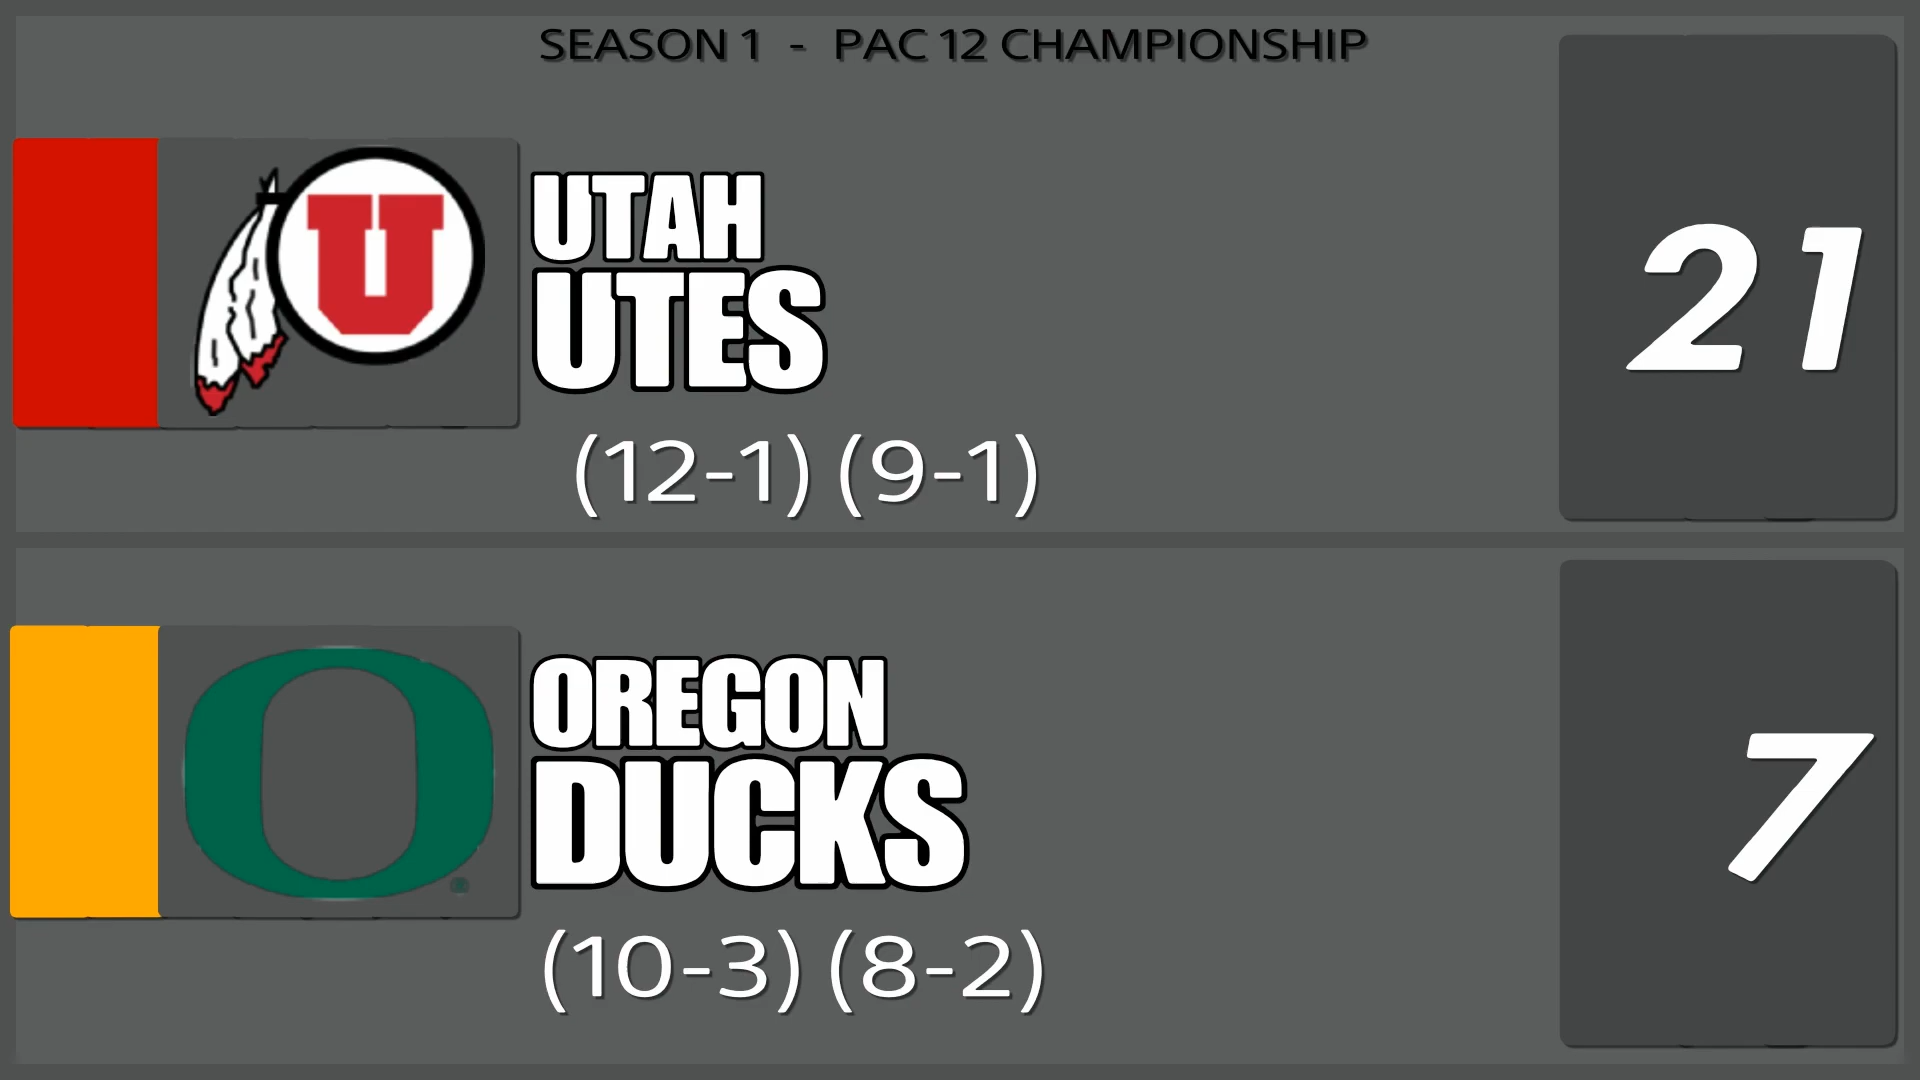 SEASON 1 - PAC 12 CHAMPIONSHIP
U
UTAH
UTES
21
(12-1) (9-1)
O
OREGON
DUCKS
7
(10-3) (8-2)